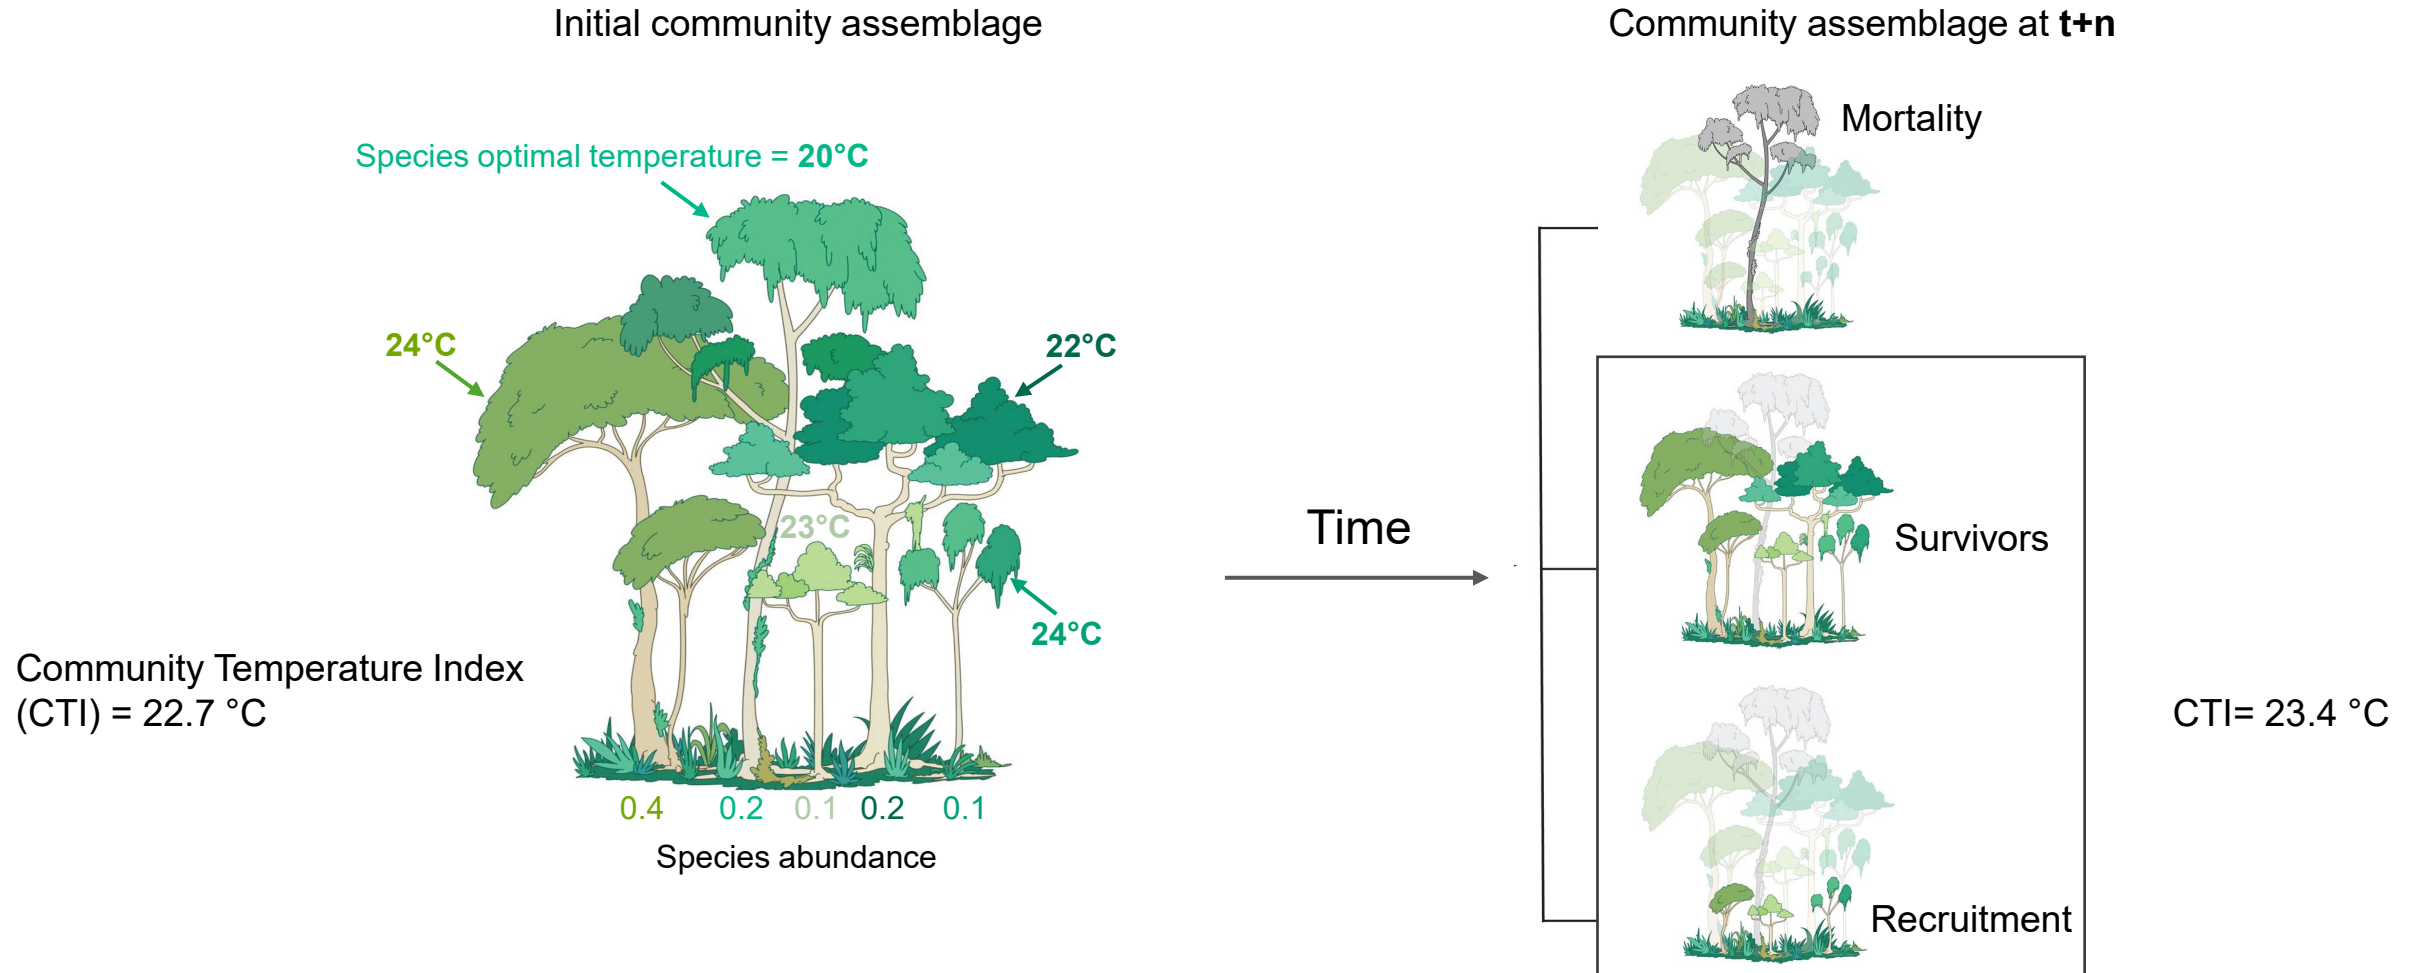 Initial community assemblage
Community assemblage at t+n
Mortality
Species optimal temperature = 20°C
24°C
22°C
23°C
24°C
Time
Survivors
Community Temperature Index
(CTI) = 22.7 °C
CTI= 23.4 °C
0.4 0.2 0.1 0.2 0.1
Species abundance
Recruitment